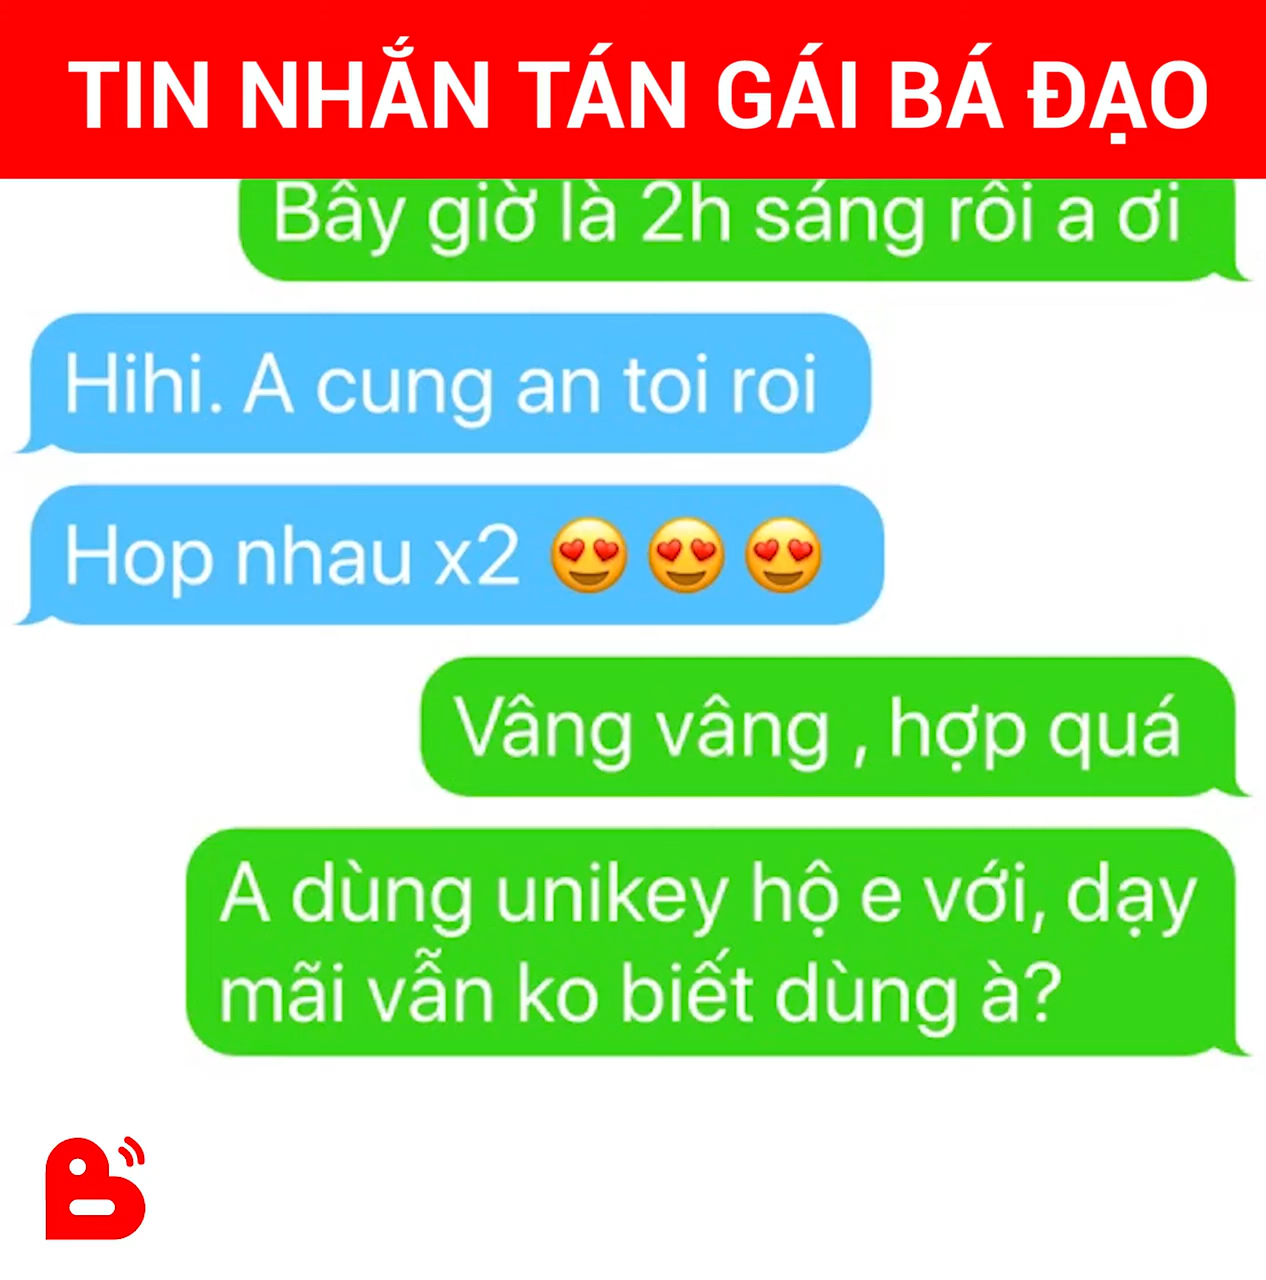 TIN NHẮN TÁN GÁI BÁ ĐẠO
Bây giờ là 2h sáng rồi a ơi
Hihi. A cung an toi roi
Hop nhau x2 😍😍😍
Vâng vâng , hợp quá
A dùng unikey hộ e với, dạy
mãi vẫn ko biết dùng à?